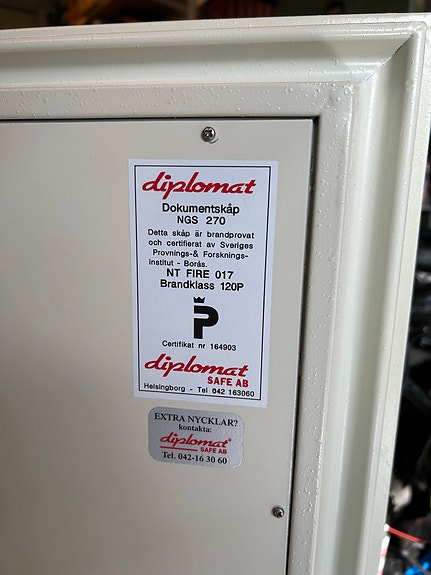 diplomat
Dokumentskåp
NGS 270
Detta skåp är brandprovat
och certifierat av Sveriges
Provnings-& Forsknings-
institut - Borås.
NT FIRE 017
Brandklass 120P
P
Certifikat nr 164903
diplomat
SAFE AB
Helsingborg - Tel 042 163060
EXTRA NYCKLAR?
kontakta:
diplomat®
SAFE AB
Tel. 042-16 30 60